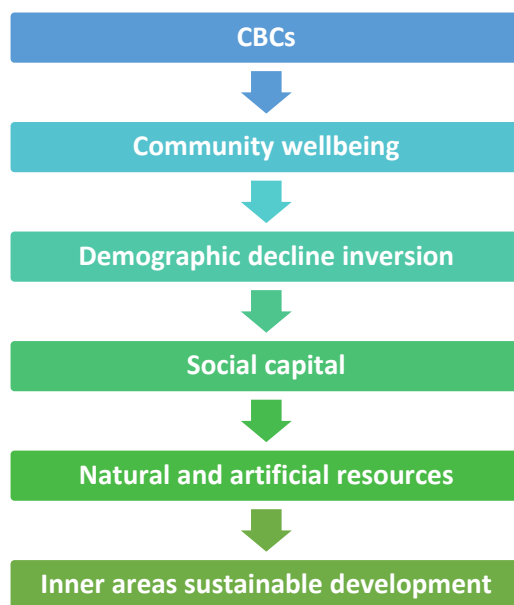 CBCs
Community wellbeing
Demographic decline inversion
Social capital
Natural and artificial resources
Inner areas sustainable development